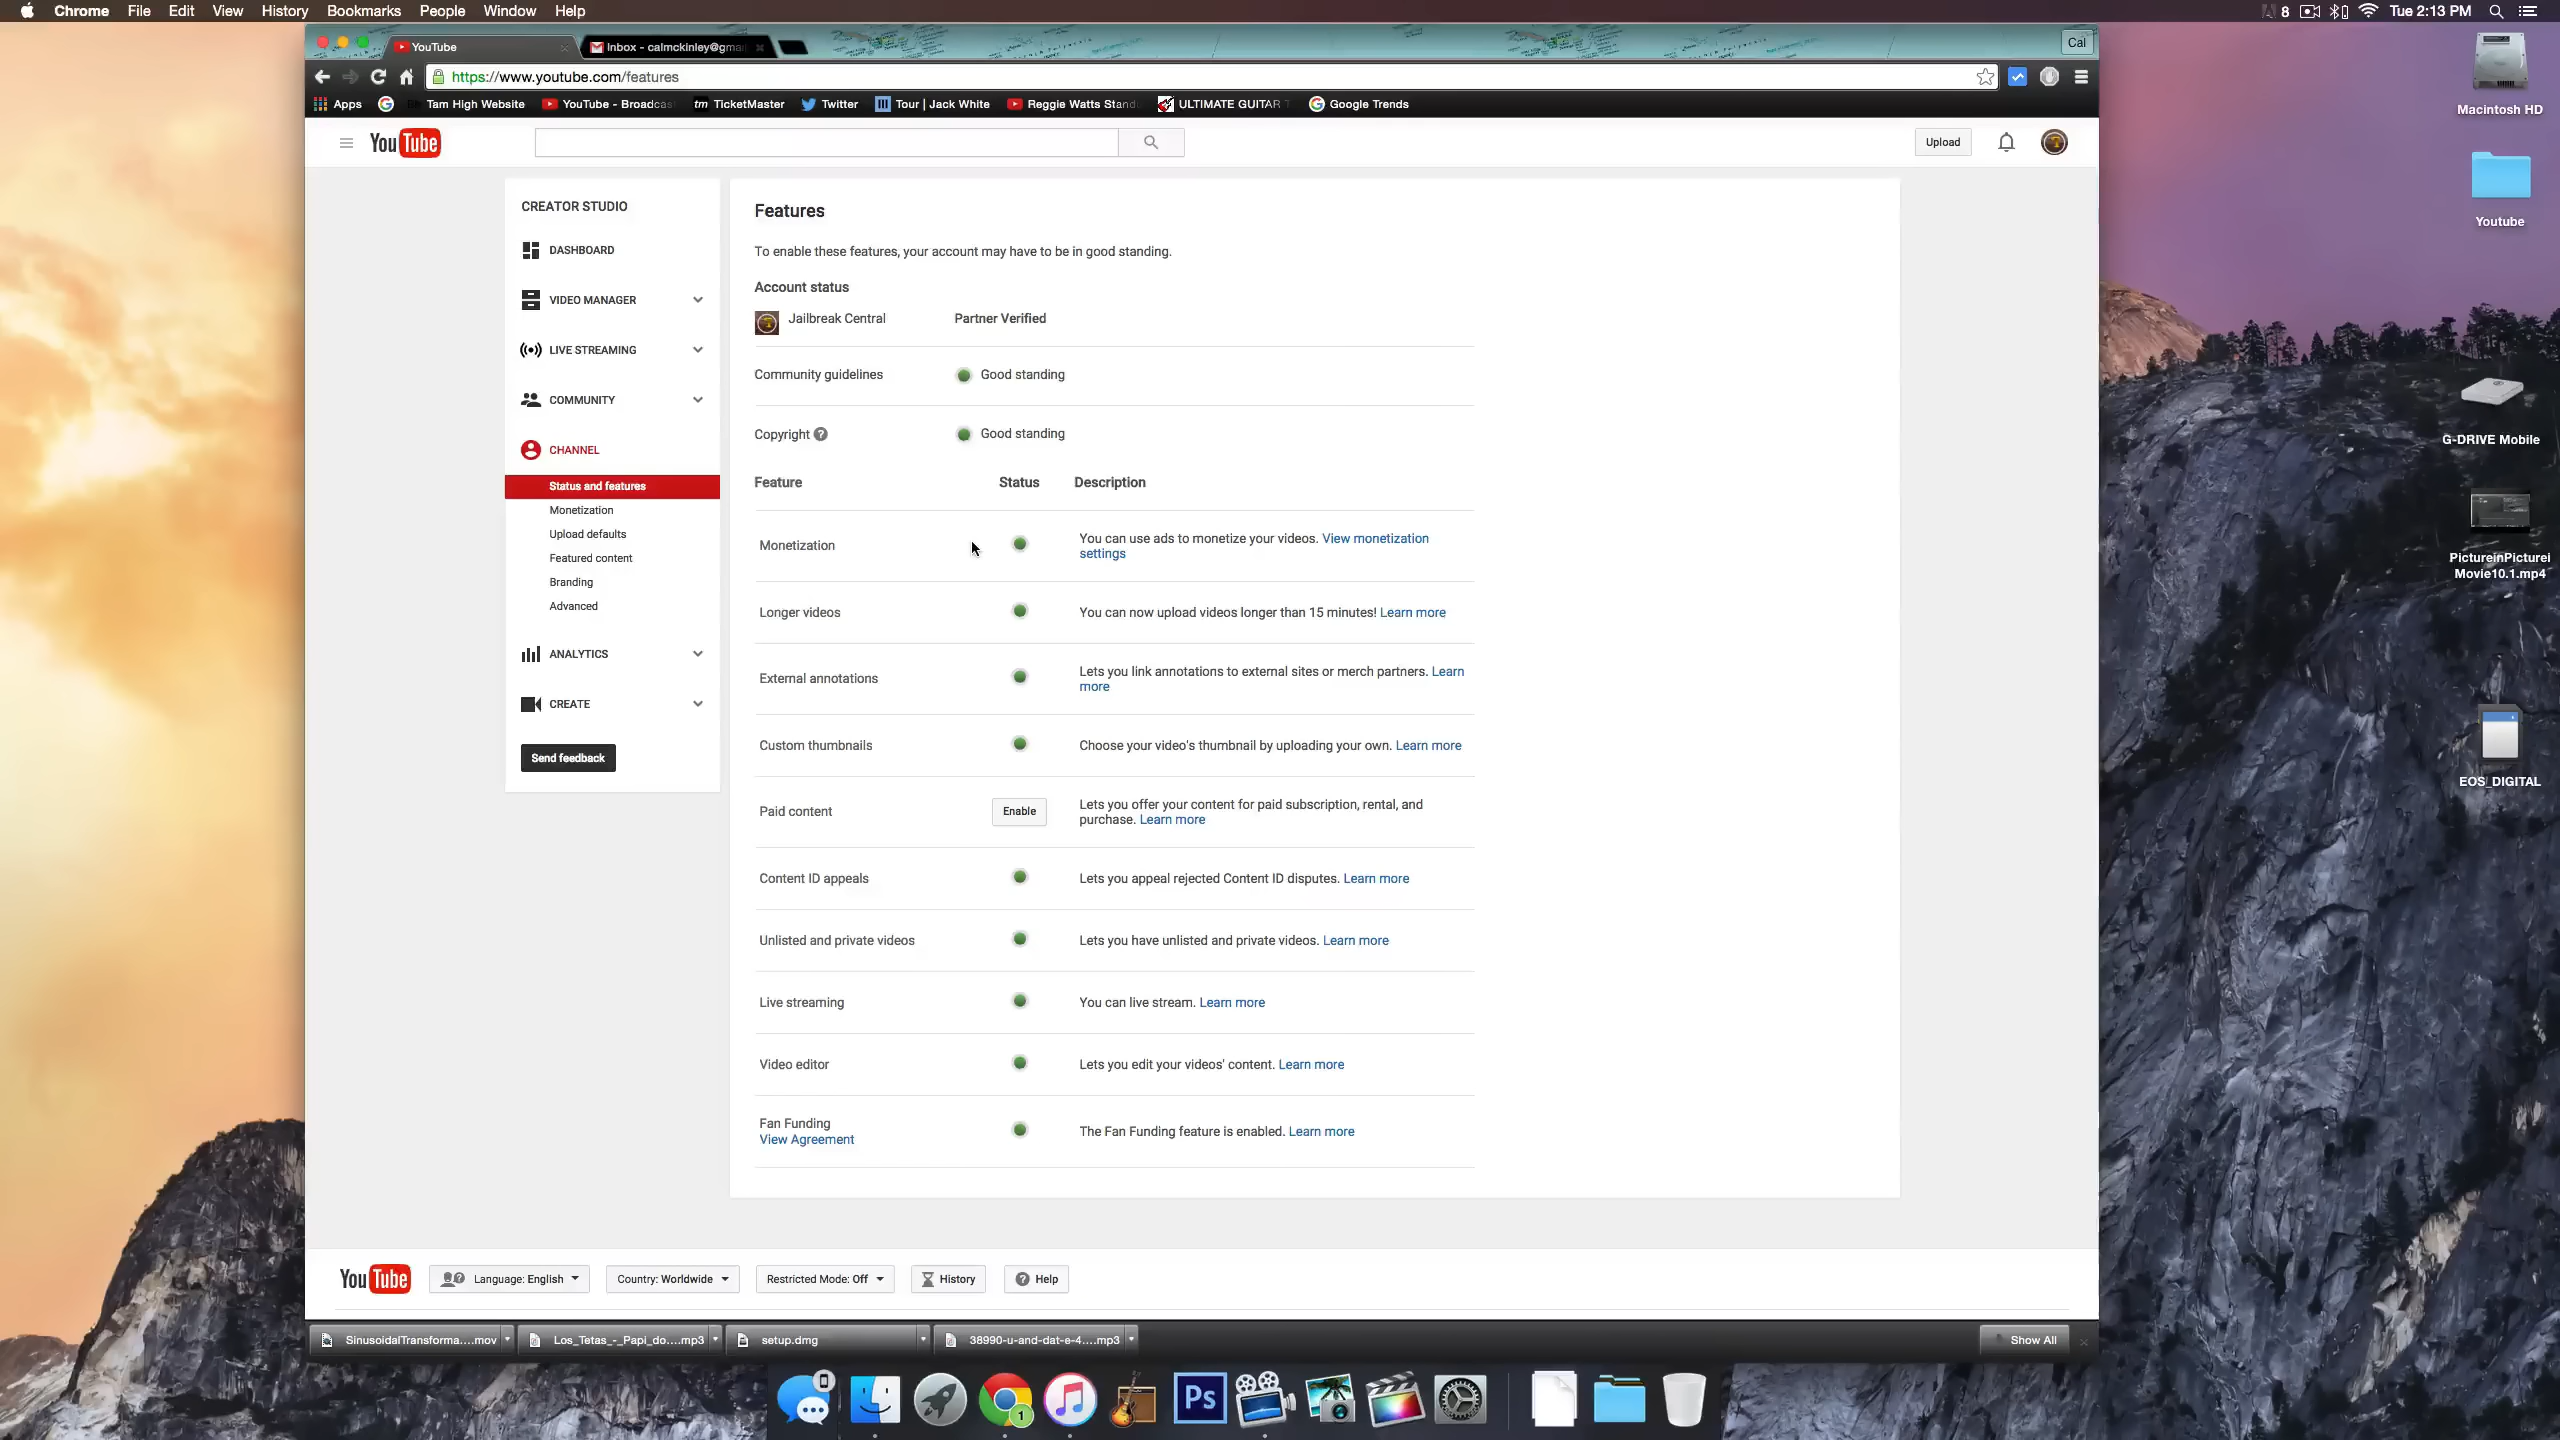 Chrome File Edit View History Bookmarks People Window Help
8 Tue 2:13 PM
YouTube
Inbox - calmckinley@gmai
Cal
https://www.youtube.com/features
Apps Tam High Website YouTube - Broadcas TicketMaster Twitter Tour | Jack White Reggie Watts Stand ULTIMATE GUITAR T Google Trends
YouTube
Upload
CREATOR STUDIO
DASHBOARD
VIDEO MANAGER
LIVE STREAMING
COMMUNITY
CHANNEL
Status and features
Monetization
Upload defaults
Featured content
Branding
Advanced
ANALYTICS
CREATE
Send feedback
Features
To enable these features, your account may have to be in good standing.
Account status
Jailbreak Central Partner Verified
Community guidelines Good standing
Copyright ? Good standing
Feature Status Description
Monetization You can use ads to monetize your videos. View monetization
settings
Longer videos You can now upload videos longer than 15 minutes! Learn more
External annotations Lets you link annotations to external sites or merch partners. Learn
more
Custom thumbnails Choose your video's thumbnail by uploading your own. Learn more
Paid content Enable Lets you offer your content for paid subscription, rental, and
purchase. Learn more
Content ID appeals Lets you appeal rejected Content ID disputes. Learn more
Unlisted and private videos Lets you have unlisted and private videos. Learn more
Live streaming You can live stream. Learn more
Video editor Lets you edit your videos' content. Learn more
Fan Funding
View Agreement
The Fan Funding feature is enabled. Learn more
YouTube Language: English Country: Worldwide Restricted Mode: Off History Help
SinusoidalTransforma....mov Los_Tetas_-_Papi_do....mp3 setup.dmg 38990-u-and-dat-e-4....mp3 Show All
Macintosh HD
Youtube
G-DRIVE Mobile
PictureinPicturei
Movie10.1.mp4
EOS_DIGITAL
1
Ps